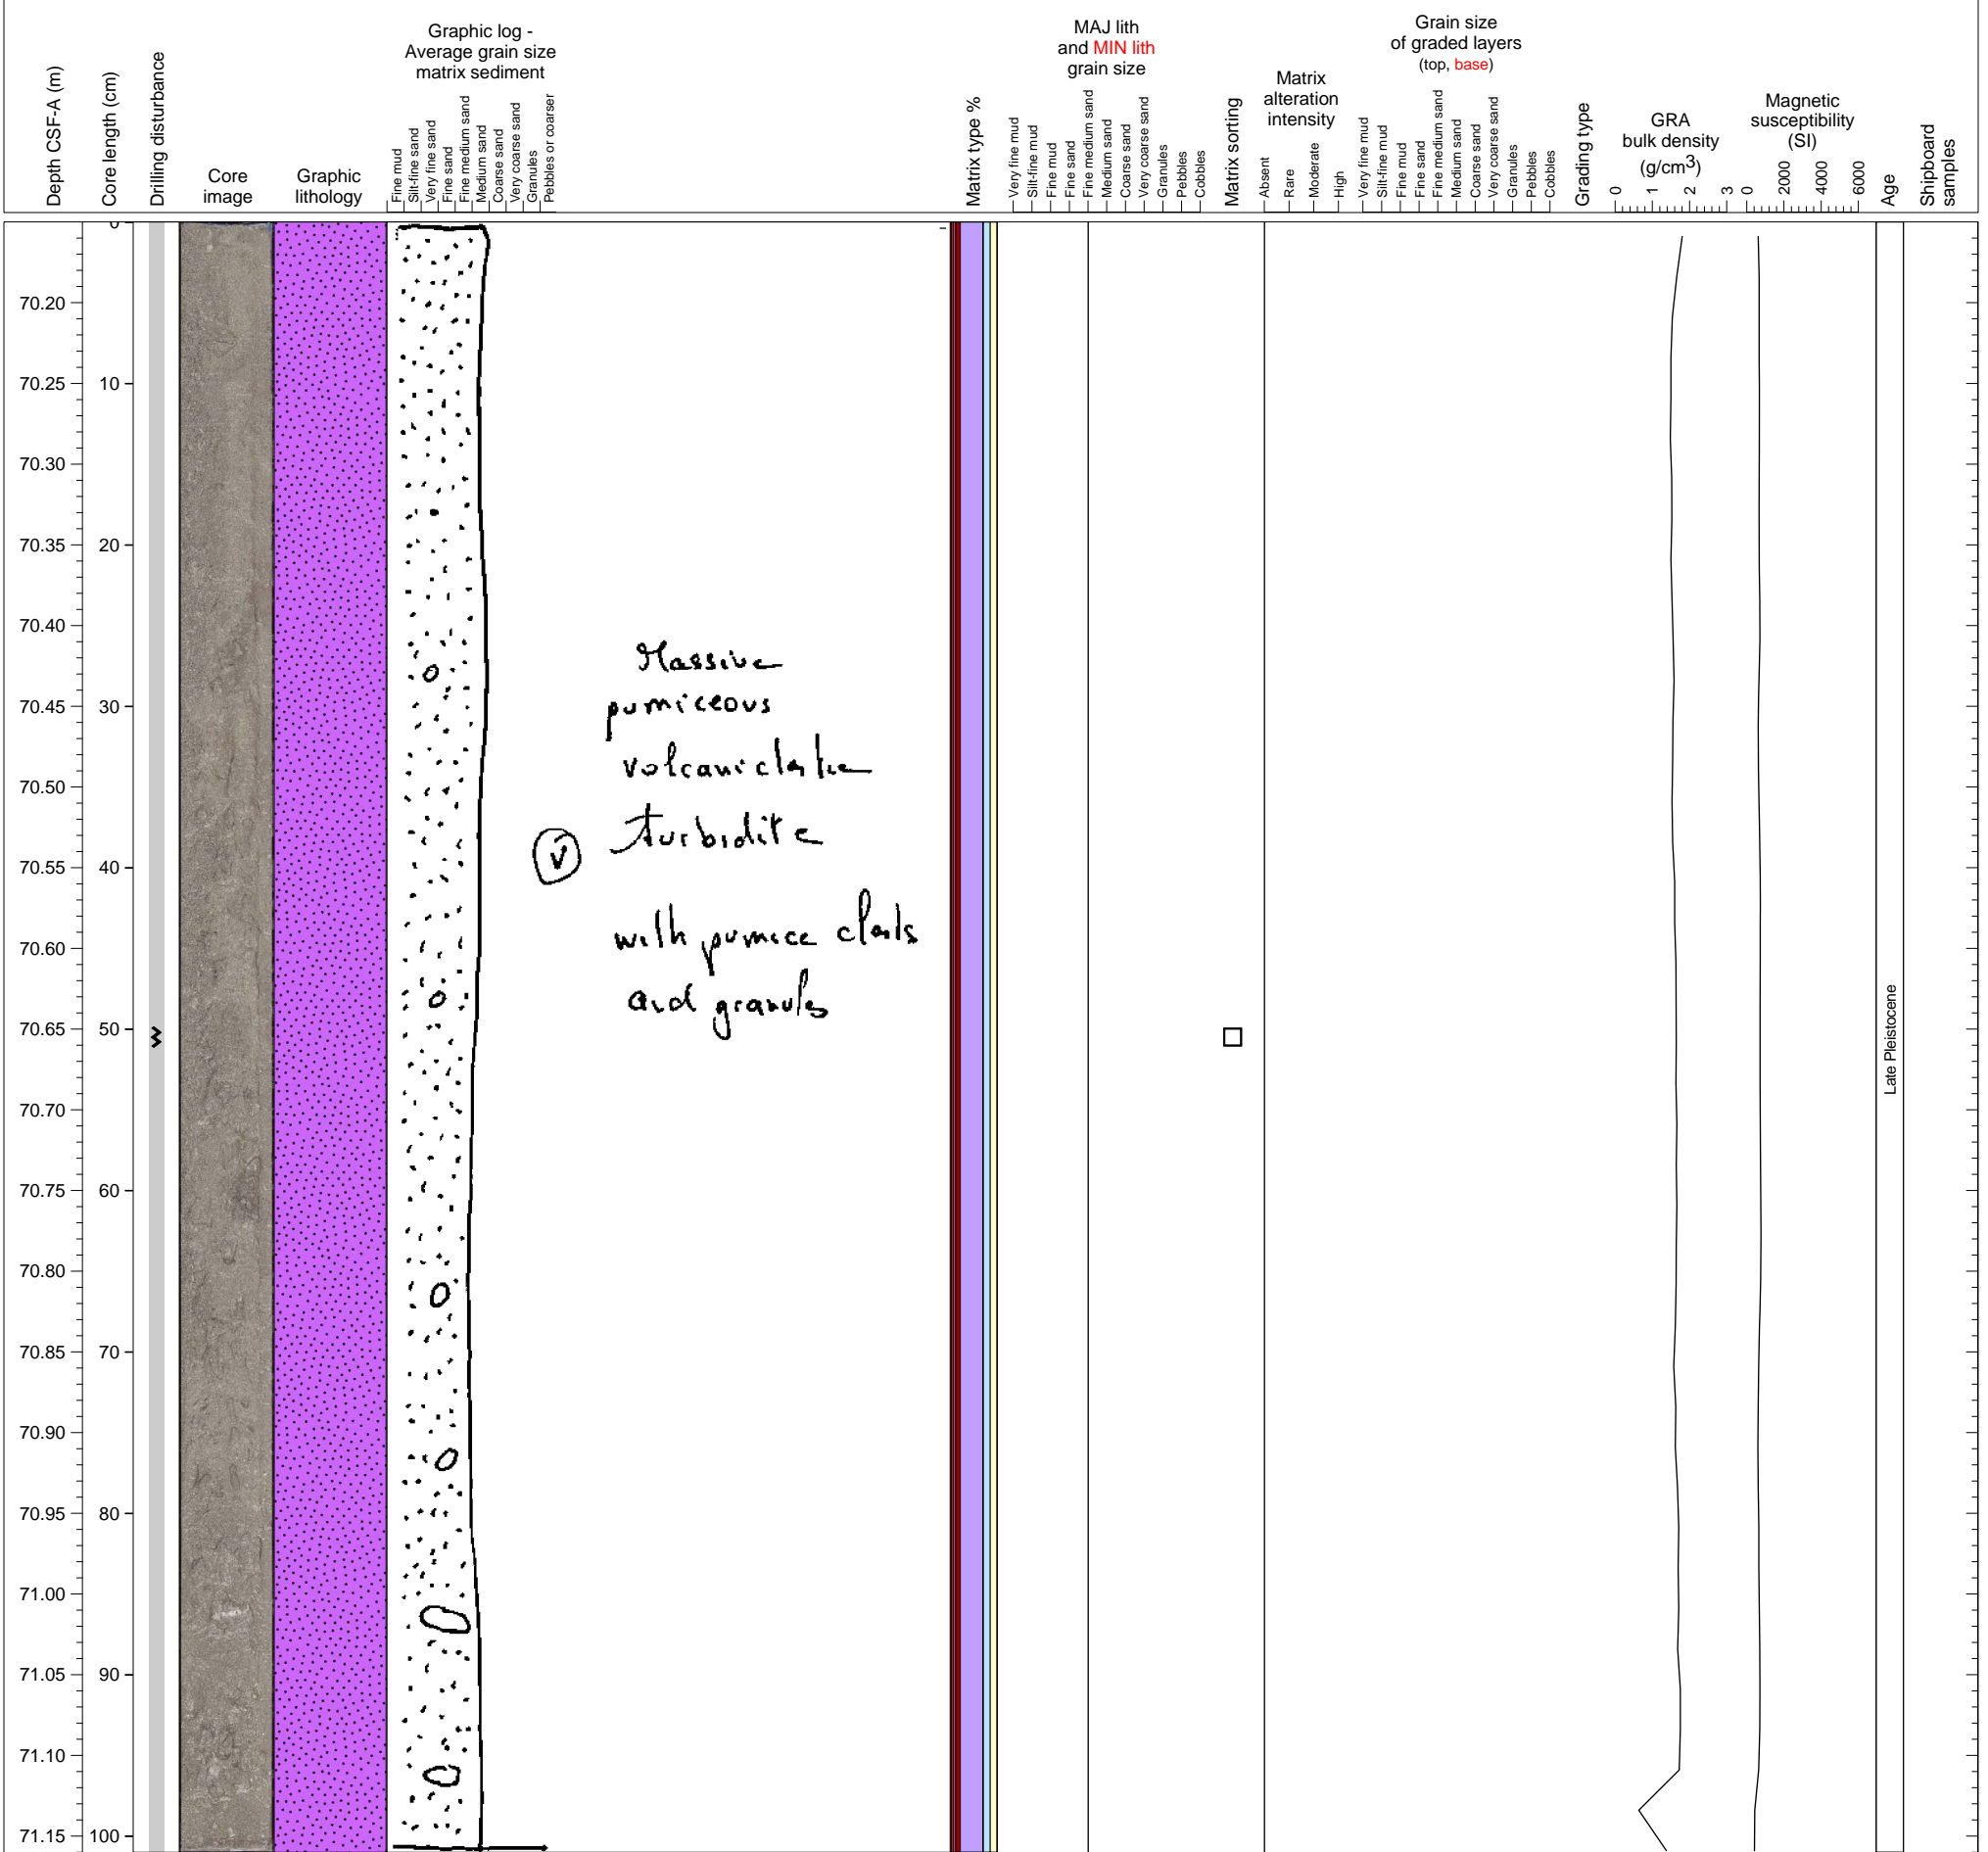 Graphic log -
Average grain size
matrix sediment
MAJ lith
and MIN lith
grain size
Grain size
of graded layers
(top, base)
Matrix
alteration
intensity
GRA
bulk density
(g/cm3)
Magnetic
susceptibility
(SI)
Depth CSF-A (m)
Core length (cm)
Drilling disturbance
Core
image
Graphic
lithology
Fine mud
Silt-fine sand
Very fine sand
Fine sand
Fine medium sand
Medium sand
Coarse sand
Very coarse sand
Granules
Pebbles or coarser
Matrix type %
Very fine mud
Silt-fine mud
Fine mud
Fine sand
Fine medium sand
Medium sand
Coarse sand
Very coarse sand
Granules
Pebbles
Cobbles
Matrix sorting
Absent
Rare
Moderate
High
Very fine mud
Silt-fine mud
Fine mud
Fine sand
Fine medium sand
Medium sand
Coarse sand
Very coarse sand
Granules
Pebbles
Cobbles
Grading type
0 1 2 3
0 2000 4000 6000
Age
Shipboard
samples
0
70.20
70.25 10
70.30
70.35 20
70.40
70.45 30
70.50
70.55 40
70.60
70.65 50
70.70
70.75 60
70.80
70.85 70
70.90
70.95 80
71.00
71.05 90
71.10
71.15 100
Massive
pumiceous
volcaniclastic
turbidite
V
with pumice clasts
and granules
Late Pleistocene